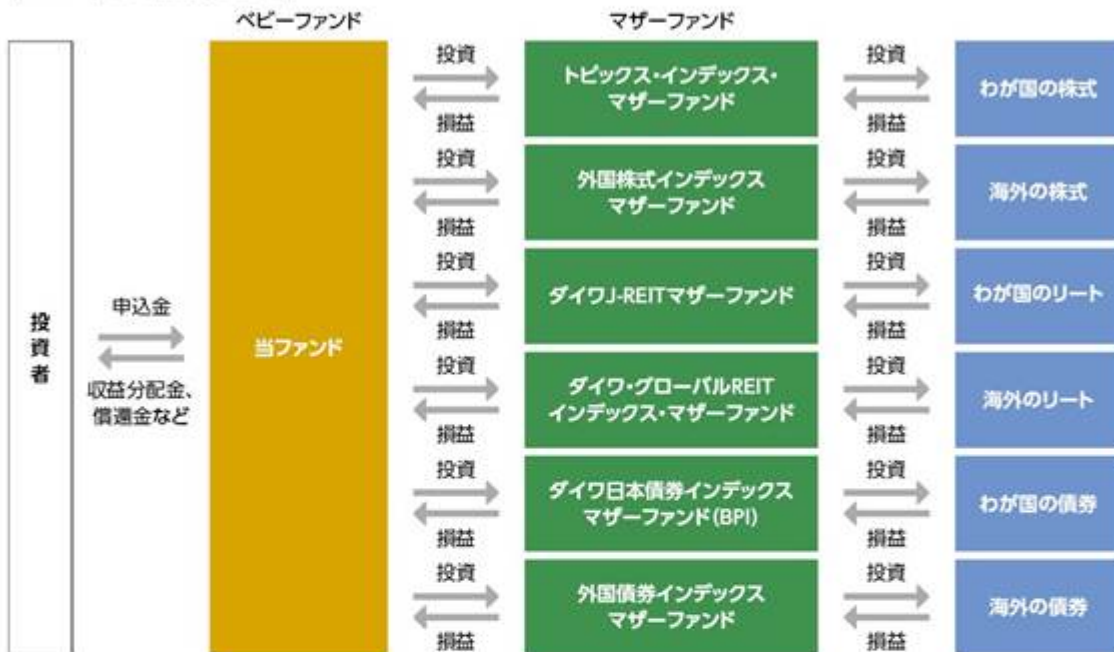 ベビーファンド
マザーファンド
投資者
申込金
収益分配金、
償還金など
当ファンド
投資
損益
トピックス・インデックス・
マザーファンド
投資
損益
わが国の株式
投資
損益
外国株式インデックス
マザーファンド
投資
損益
海外の株式
投資
損益
ダイワJ-REITマザーファンド
投資
損益
わが国のリート
投資
損益
ダイワ・グローバルREIT
インデックス・マザーファンド
投資
損益
海外のリート
投資
損益
ダイワ日本債券インデックス
マザーファンド(BPI)
投資
損益
わが国の債券
投資
損益
外国債券インデックス
マザーファンド
投資
損益
海外の債券